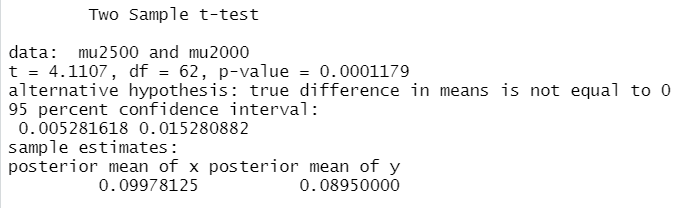 Two Sample t-test
data:  mu2500 and mu2000
t = 4.1107, df = 62, p-value = 0.0001179
alternative hypothesis: true difference in means is not equal to 0
95 percent confidence interval:
0.005281618 0.015280882
sample estimates:
posterior mean of x posterior mean of y
0.09978125 0.08950000